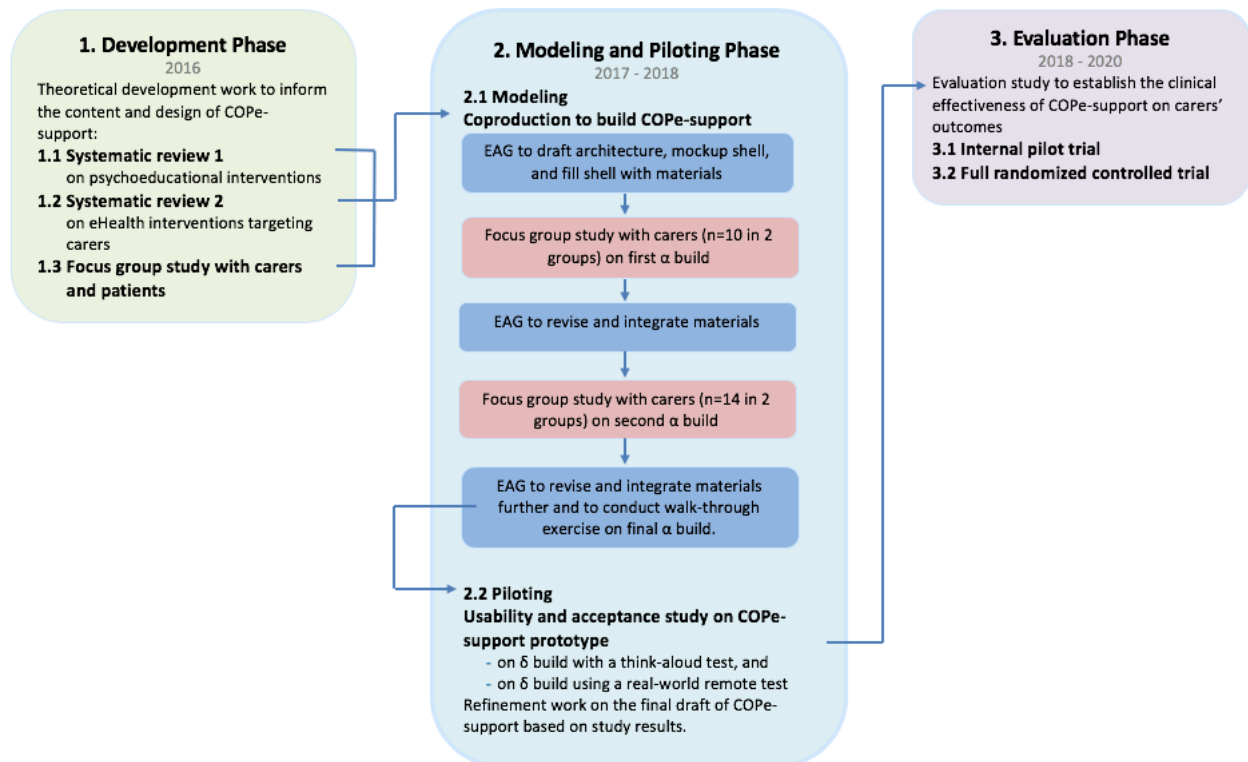 1. Development Phase
2016
Theoretical development work to inform
the content and design of COPe-
support:
1.1 Systematic review 1
on psychoeducational interventions
1.2 Systematic review 2
on eHealth interventions targeting
carers
1.3 Focus group study with carers
and patients
2. Modeling and Piloting Phase
2017 - 2018
2.1 Modeling
Coproduction to build COPe-support
EAG to draft architecture, mockup shell,
and fill shell with materials
Focus group study with carers (n=10 in 2
groups) on first α build
EAG to revise and integrate materials
Focus group study with carers (n=14 in 2
groups) on second α build
EAG to revise and integrate materials
further and to conduct walk-through
exercise on final α build.
2.2 Piloting
Usability and acceptance study on COPe-
support prototype
- on δ build with a think-aloud test, and
- on δ build using a real-world remote test
Refinement work on the final draft of COPe-
support based on study results.
3. Evaluation Phase
2018 - 2020
Evaluation study to establish the clinical
effectiveness of COPe-support on carers’
outcomes
3.1 Internal pilot trial
3.2 Full randomized controlled trial